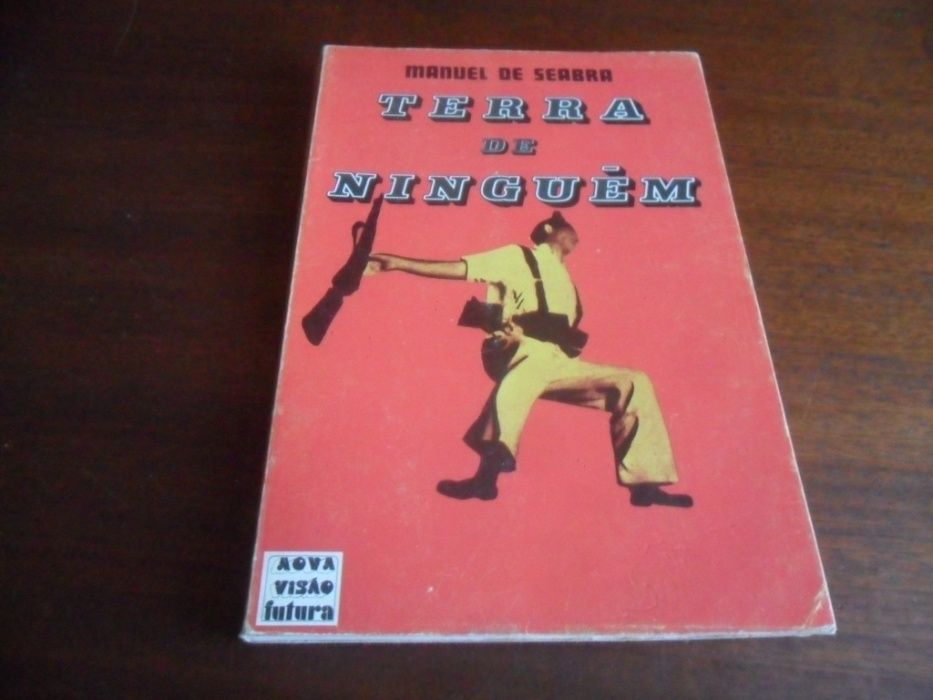 MANUEL DE SEABRA
TERRA
DE
NINGUÉM
NOVA
VISÃO
futura